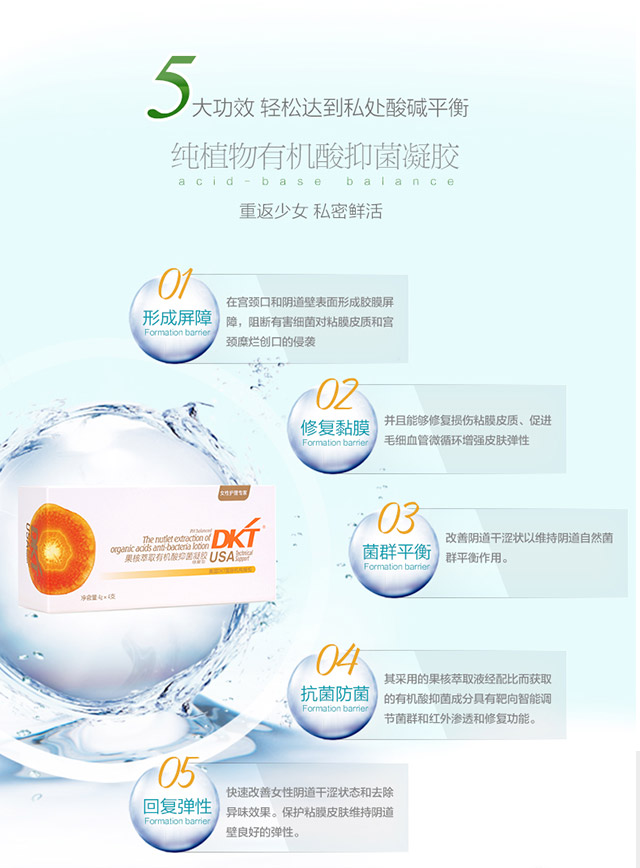 5大功效 轻松达到私处酸碱平衡
纯植物有机酸抑菌凝胶
acid-base balance
重返少女 私密鲜活
01
形成屏障
Formation barrier
在宫颈口和阴道壁表面形成胶膜屏
障，阻断有害细菌对粘膜皮质和宫
颈糜烂创口的侵袭
02
修复黏膜
Formation barrier
并且能够修复损伤粘膜皮质、促进
毛细血管微循环增强皮肤弹性
女性护理专家
PH balanced
The nutlet extraction of
organic acids anti-bacteria lotion
果核萃取有机酸抑菌凝胶
DKT
USA Technical
Support
净含量4g×4支
03
菌群平衡
Formation barrier
改善阴道干涩状以维持阴道自然菌
群平衡作用。
04
抗菌防菌
Formation barrier
其采用的果核萃取液经配比而获取
的有机酸抑菌成分具有靶向智能调
节菌群和红外渗透和修复功能。
05
回复弹性
Formation barrier
快速改善女性阴道干涩状态和去除
异味效果。保护粘膜皮肤维持阴道
壁良好的弹性。